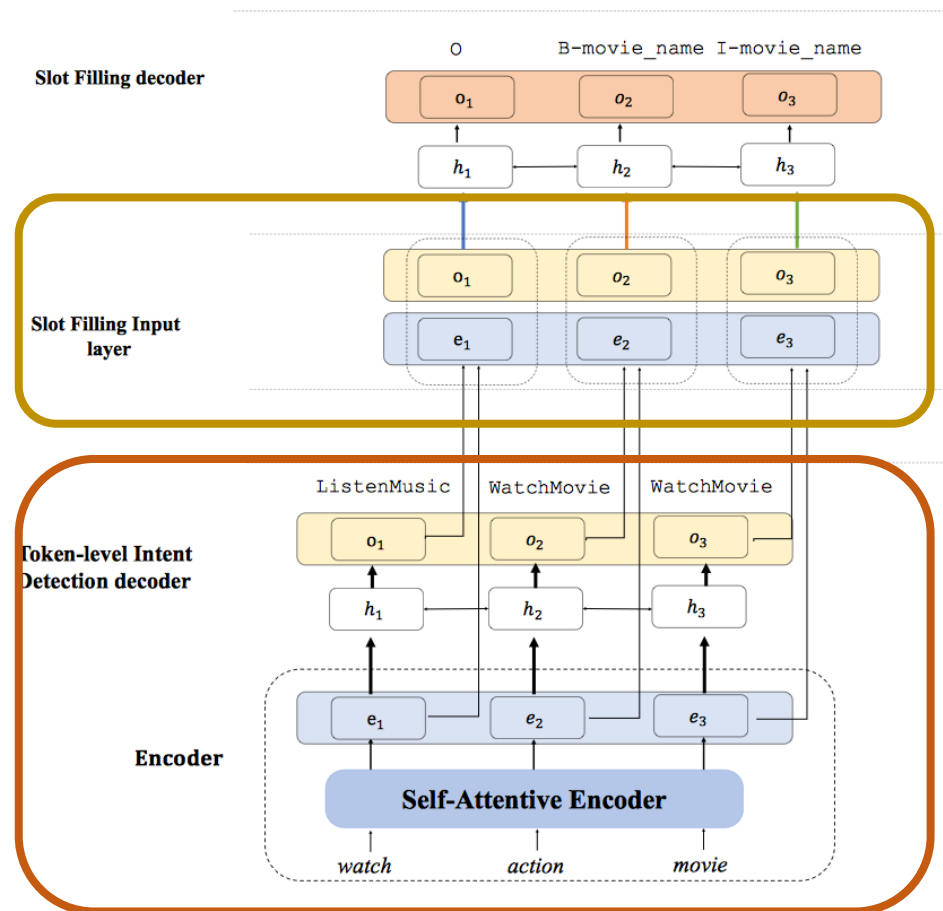 O B-movie_name I-movie_name
Slot Filling decoder
o1 o2 o3
h1 h2 h3
o1 o2 o3
Slot Filling Input
layer
e1 e2 e3
ListenMusic WatchMovie WatchMovie
o1 o2 o3
Token-level Intent
Detection decoder
h1 h2 h3
e1 e2 e3
Encoder
Self-Attentive Encoder
watch action movie